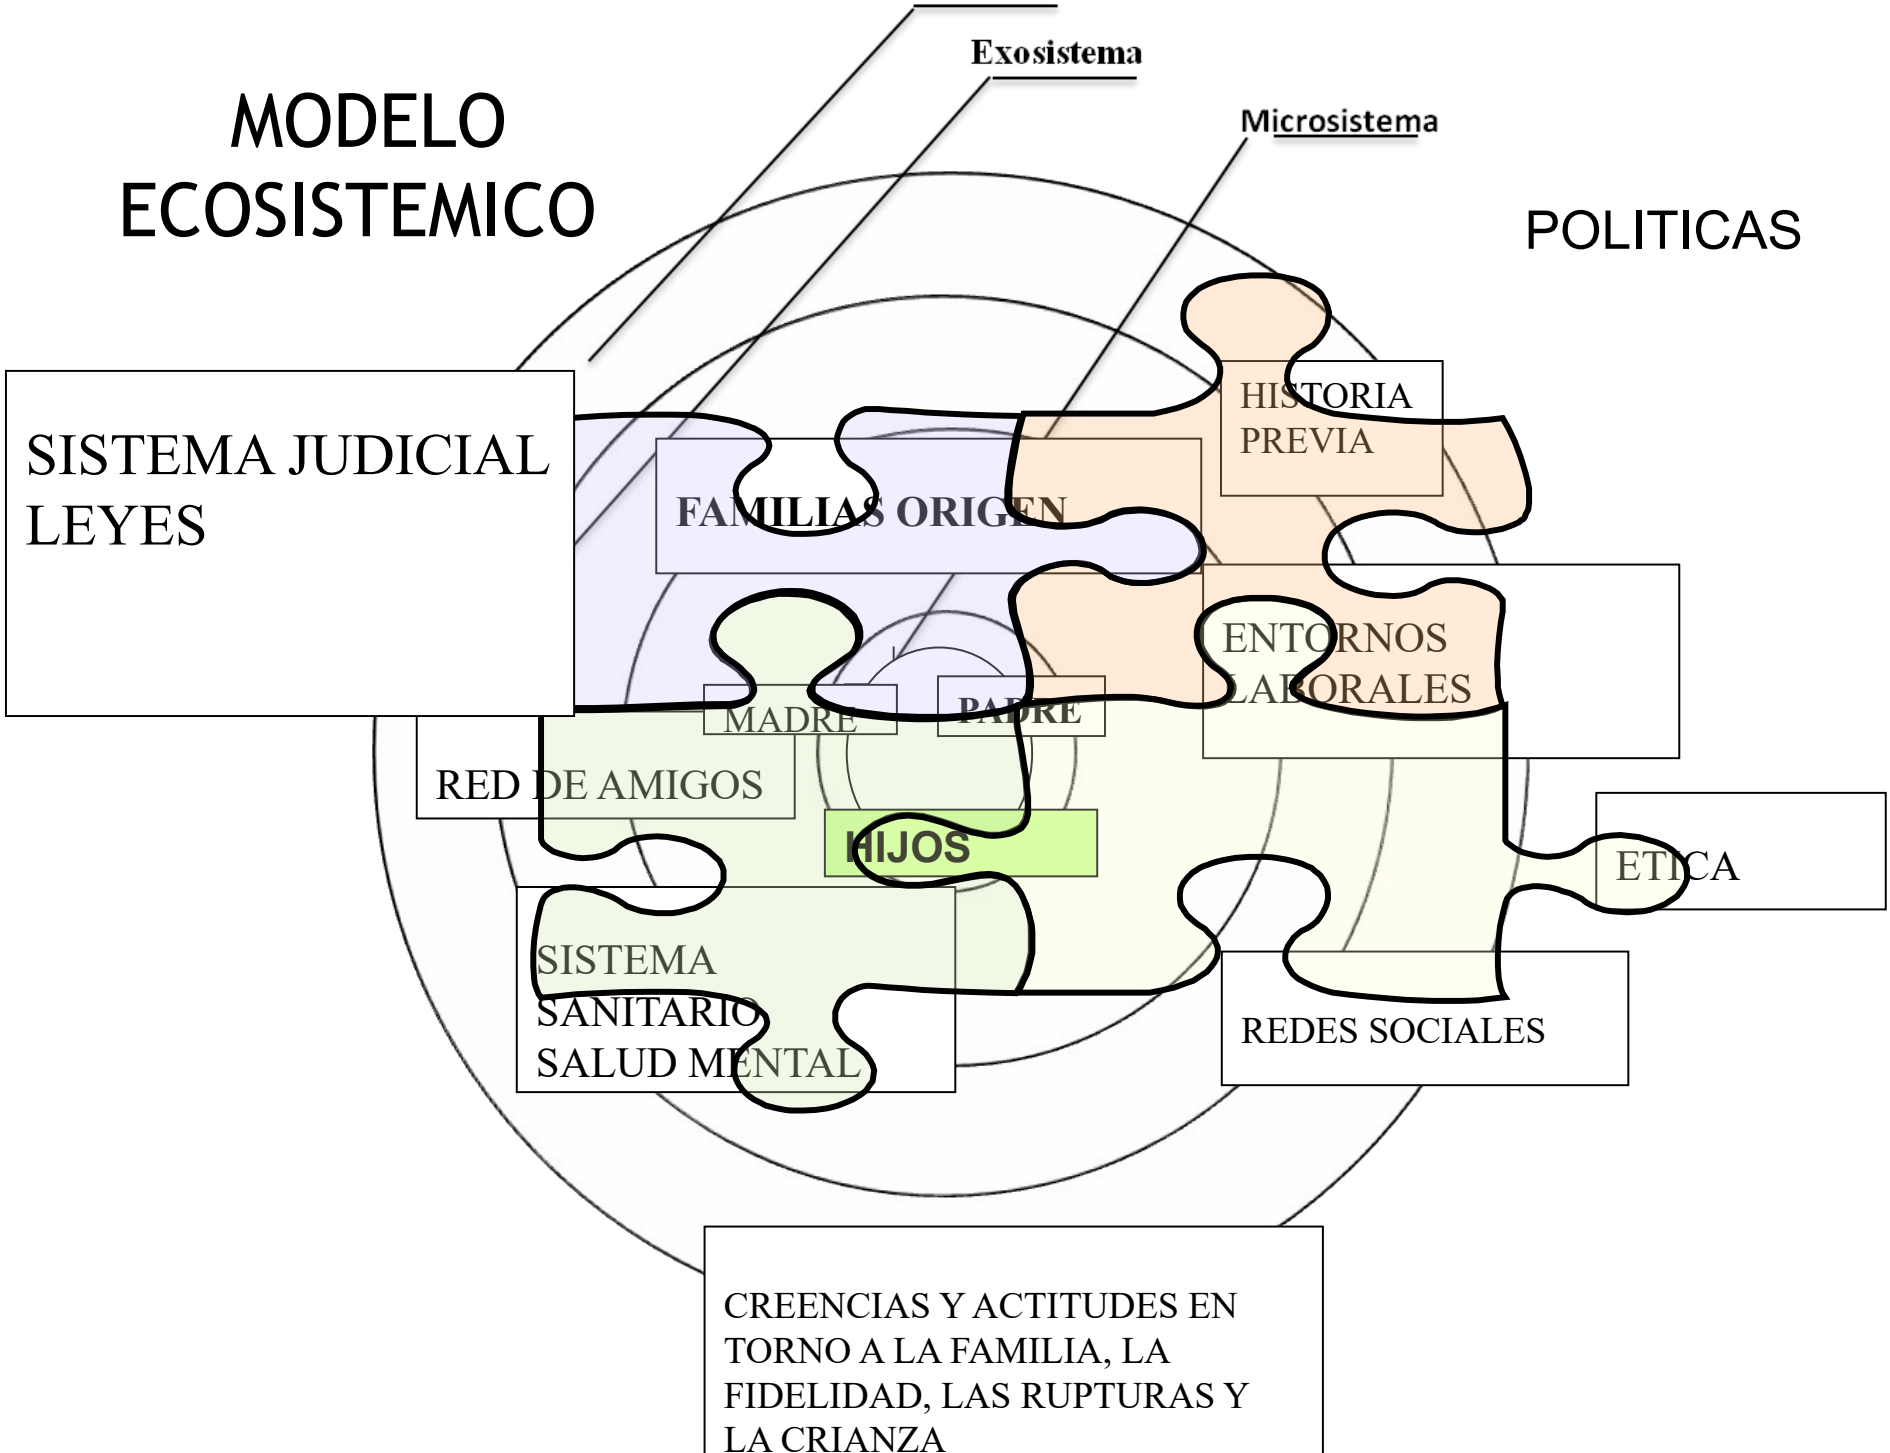 Exosistema
Microsistema
MODELO
ECOSISTEMICO
POLITICAS
HISTORIA
PREVIA
SISTEMA JUDICIAL
LEYES
FAMILIAS ORIGEN
ENTORNOS
LABORALES
MADRE
PADRE
RED DE AMIGOS
HIJOS
ETICA
SISTEMA
SANITARIO
SALUD MENTAL
REDES SOCIALES
CREENCIAS Y ACTITUDES EN
TORNO A LA FAMILIA, LA
FIDELIDAD, LAS RUPTURAS Y
LA CRIANZA